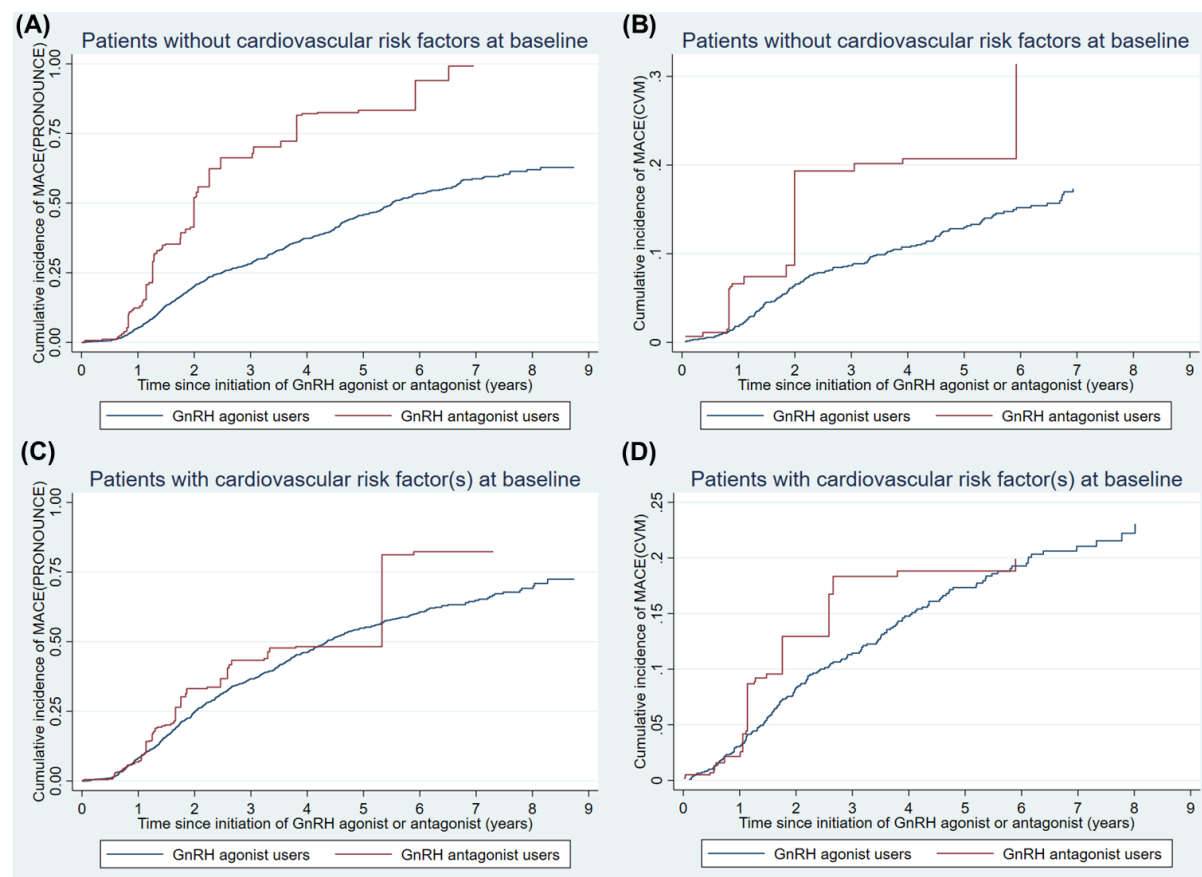 (A)
Patients without cardiovascular risk factors at baseline
Cumulative incidence of MACE(PRONOUNCE)
1.00
0.75
0.50
0.25
0.00
0 1 2 3 4 5 6 7 8 9
Time since initiation of GnRH agonist or antagonist (years)
GnRH agonist users GnRH antagonist users
(B)
Patients without cardiovascular risk factors at baseline
Cumulative incidence of MACE(CVM)
.3
.2
.1
0
0 1 2 3 4 5 6 7 8 9
Time since initiation of GnRH agonist or antagonist (years)
GnRH agonist users GnRH antagonist users
(C)
Patients with cardiovascular risk factor(s) at baseline
Cumulative incidence of MACE(PRONOUNCE)
1.00
0.75
0.50
0.25
0.00
0 1 2 3 4 5 6 7 8 9
Time since initiation of GnRH agonist or antagonist (years)
GnRH agonist users GnRH antagonist users
(D)
Patients with cardiovascular risk factor(s) at baseline
Cumulative incidence of MACE(CVM)
.25
.2
.15
.1
.05
0
0 1 2 3 4 5 6 7 8 9
Time since initiation of GnRH agonist or antagonist (years)
GnRH agonist users GnRH antagonist users